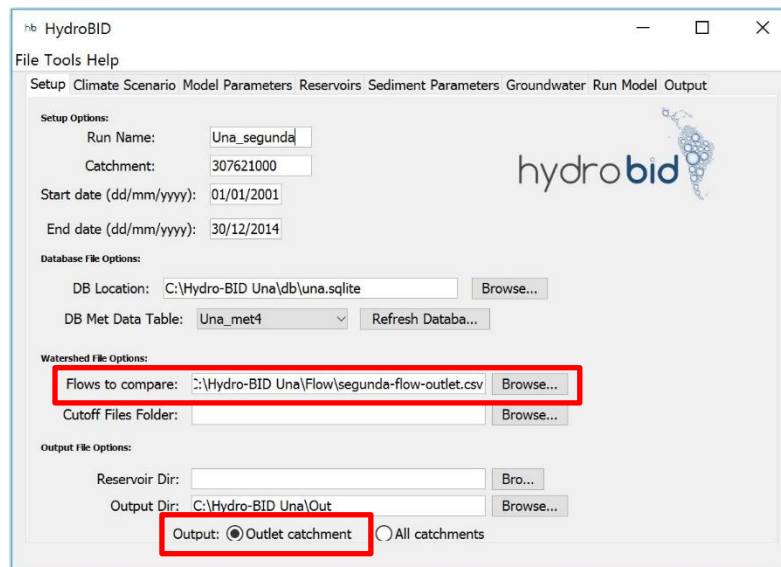 hb HydroBID
File Tools Help
Setup Climate Scenario Model Parameters Reservoirs Sediment Parameters Groundwater Run Model Output
Setup Options:
Run Name: Una_segunda
Catchment: 307621000
Start date (dd/mm/yyyy): 01/01/2001
End date (dd/mm/yyyy): 30/12/2014
hydrobid
Database File Options:
DB Location: C:\Hydro-BID Una\db\una.sqlite Browse...
DB Met Data Table: Una_met4 Refresh Databa...
Watershed File Options:
Flows to compare: :\Hydro-BID Una\Flow\segunda-flow-outlet.csv Browse...
Cutoff Files Folder: Browse...
Output File Options:
Reservoir Dir: Bro...
Output Dir: C:\Hydro-BID Una\Out Browse...
Output: Outlet catchment All catchments